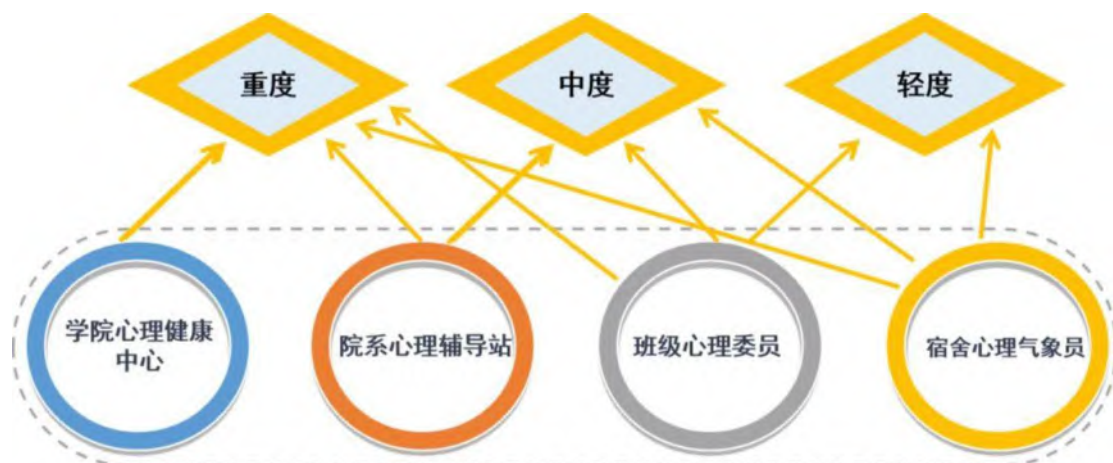 重度
中度
轻度
学院心理健康
中心
院系心理辅导站
班级心理委员
宿舍心理气象员